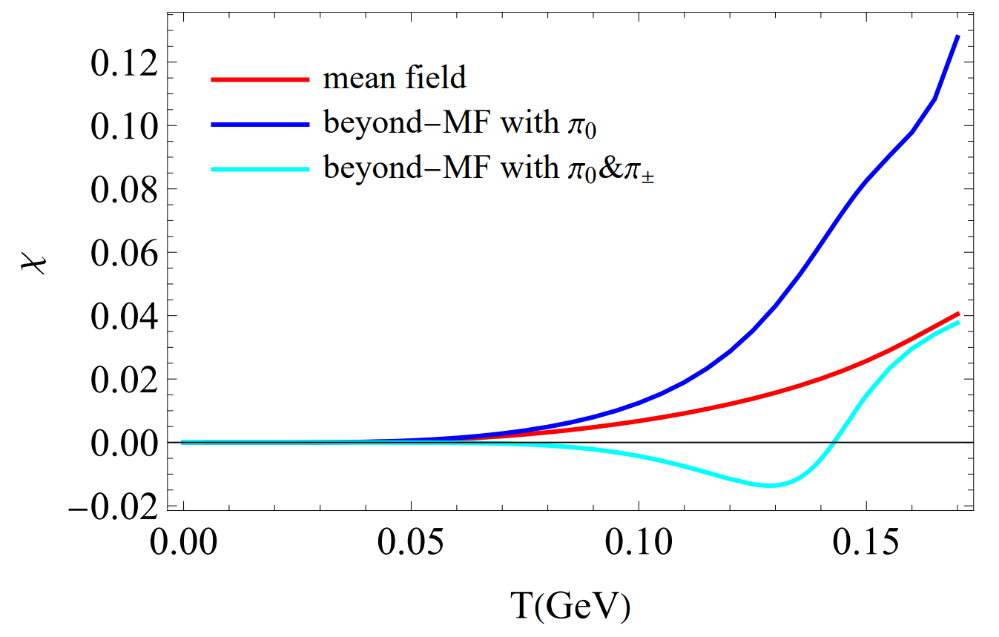 0.12
0.10
0.08
0.06
0.04
0.02
0.00
−0.02
χ
mean field
beyond−MF with π₀
beyond−MF with π₀&π±
0.00 0.05 0.10 0.15
T(GeV)